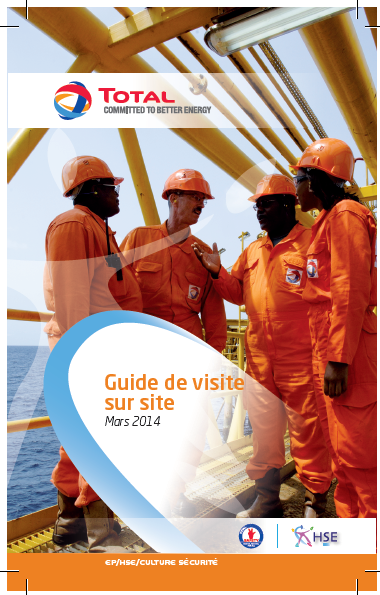 TOTAL
COMMITTED TO BETTER ENERGY
Guide de visite
sur site
Mars 2014
HSE
EP/HSE/CULTURE SÉCURITÉ